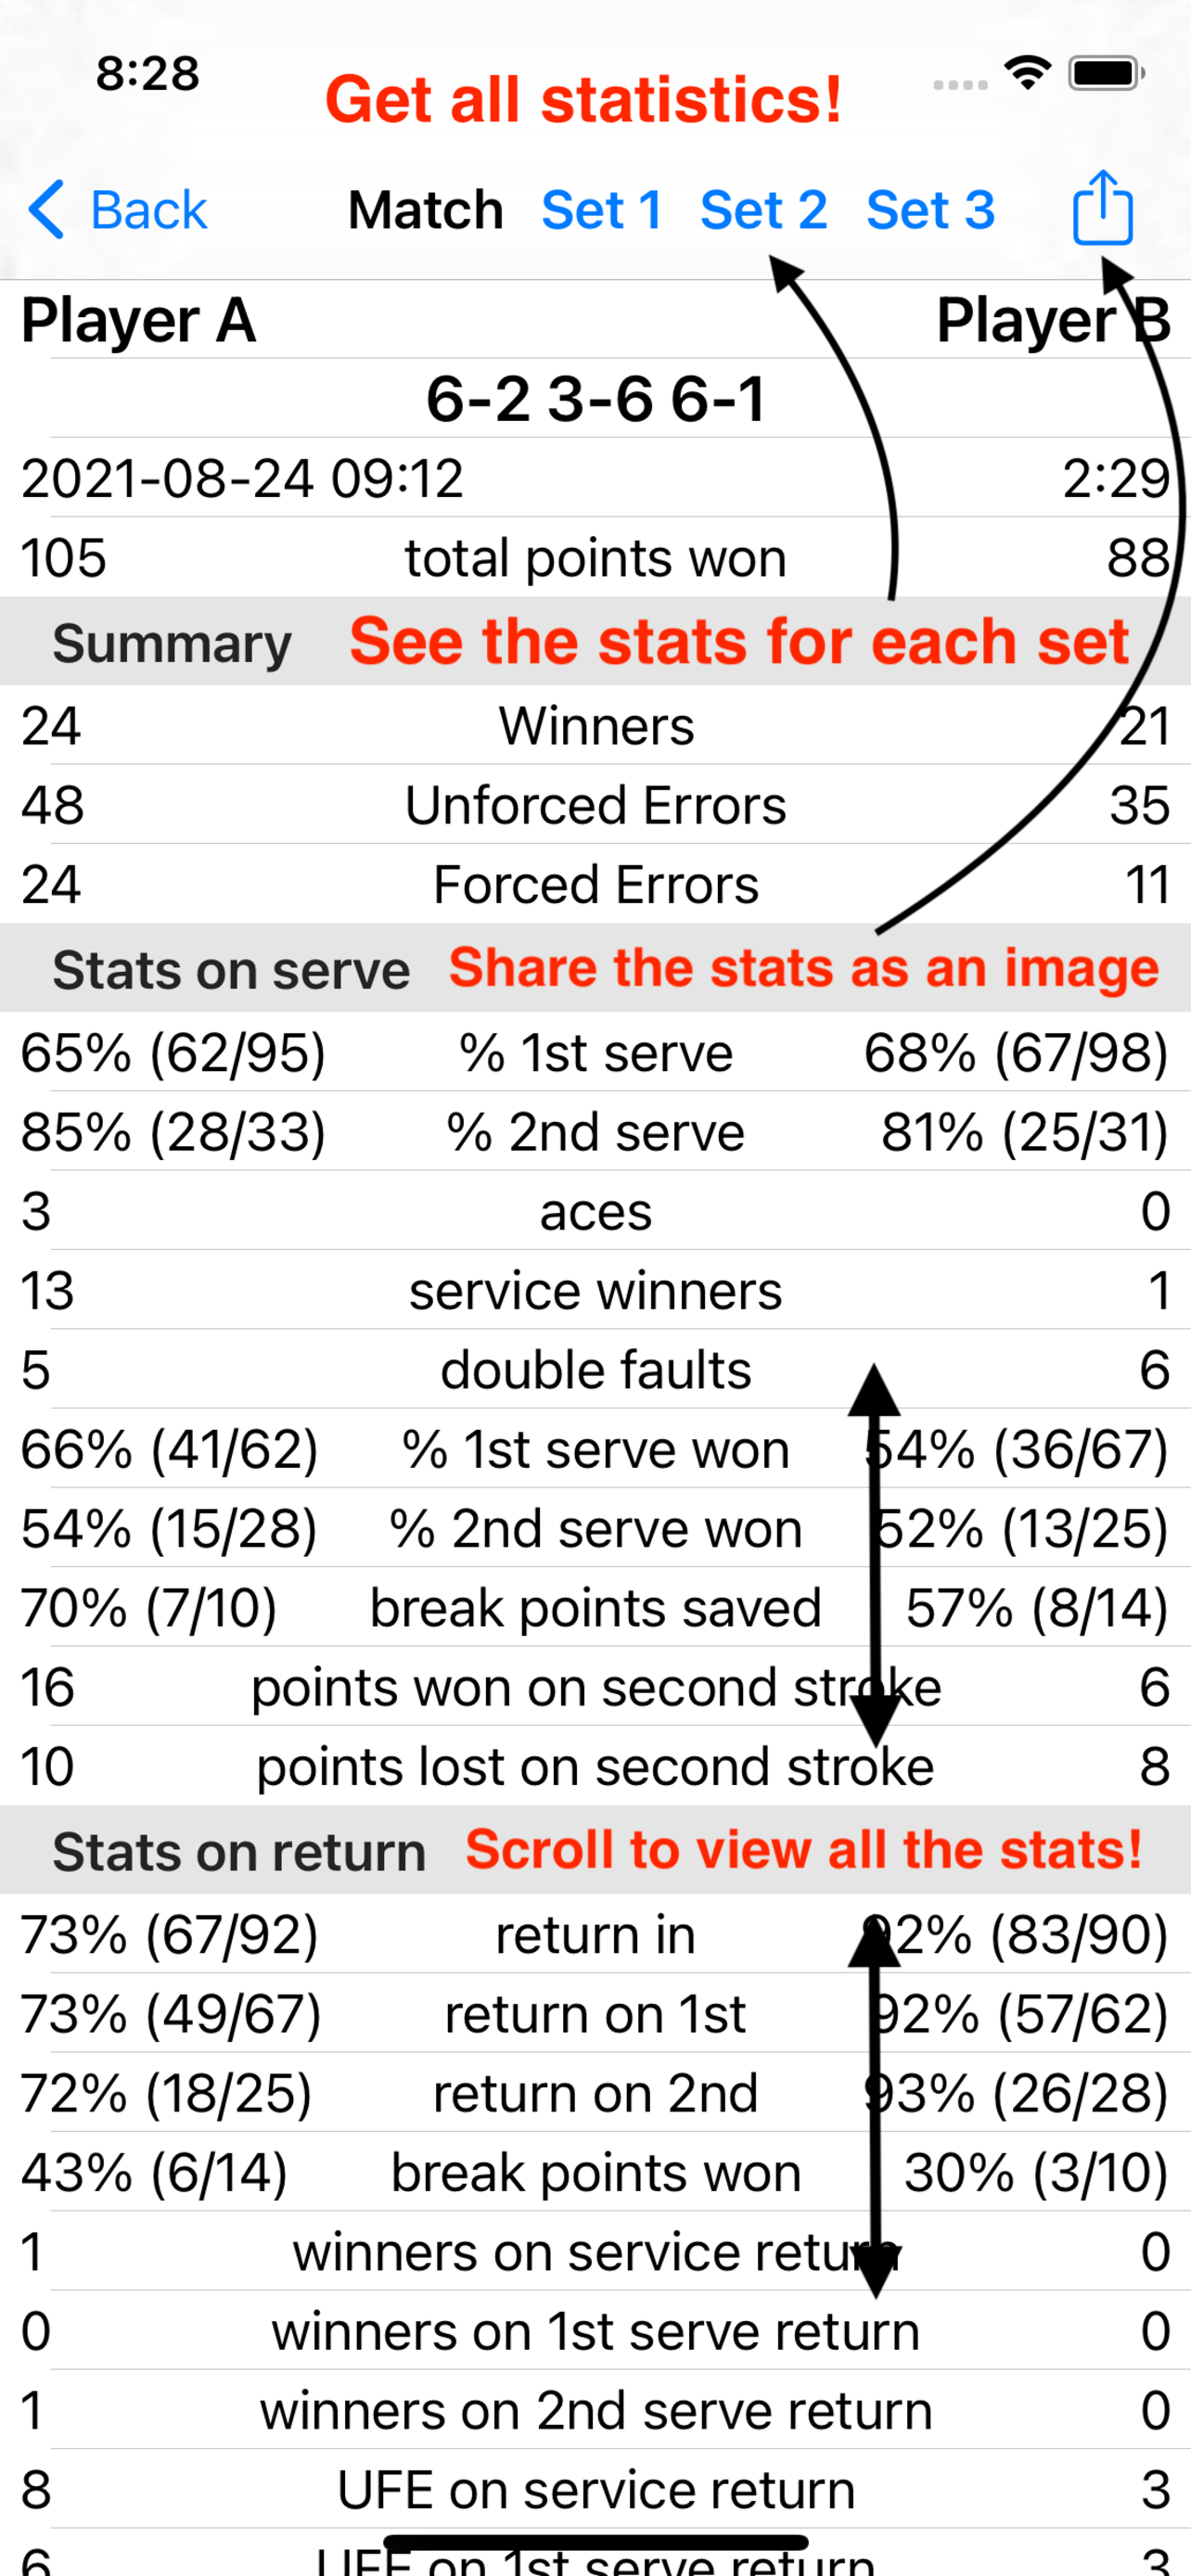 8:28
Get all statistics!
Back Match Set 1 Set 2 Set 3
Player A Player B
6-2 3-6 6-1
2021-08-24 09:12 2:29
105 total points won 88
Summary See the stats for each set
24 Winners 21
48 Unforced Errors 35
24 Forced Errors 11
Stats on serve Share the stats as an image
65% (62/95) % 1st serve 68% (67/98)
85% (28/33) % 2nd serve 81% (25/31)
3 aces 0
13 service winners 1
5 double faults 6
66% (41/62) % 1st serve won 54% (36/67)
54% (15/28) % 2nd serve won 52% (13/25)
70% (7/10) break points saved 57% (8/14)
16 points won on second stroke 6
10 points lost on second stroke 8
Stats on return Scroll to view all the stats!
73% (67/92) return in 92% (83/90)
73% (49/67) return on 1st 92% (57/62)
72% (18/25) return on 2nd 93% (26/28)
43% (6/14) break points won 30% (3/10)
1 winners on service return 0
0 winners on 1st serve return 0
1 winners on 2nd serve return 0
8 UFE on service return 3
6 UFE on 1st serve return 3